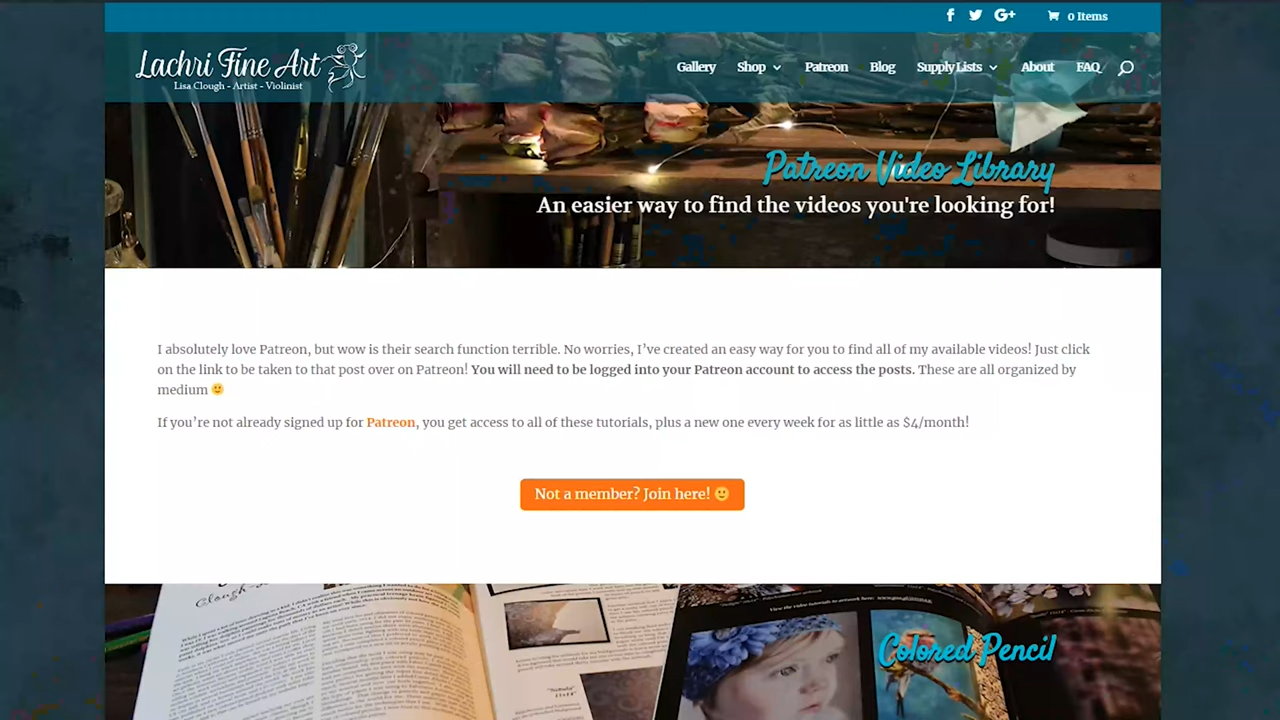 0 Items
Lachri Fine Art
Lisa Clough - Artist - Violinist
Gallery Shop Patreon Blog Supply Lists About FAQ
Patreon Video Library
An easier way to find the videos you're looking for!
I absolutely love Patreon, but wow is their search function terrible. No worries, I've created an easy way for you to find all of my available videos! Just click
on the link to be taken to that post over on Patreon! You will need to be logged into your Patreon account to access the posts. These are all organized by
medium 🙂
If you're not already signed up for Patreon, you get access to all of these tutorials, plus a new one every week for as little as $4/month!
Not a member? Join here! 🙂
Colored Pencil